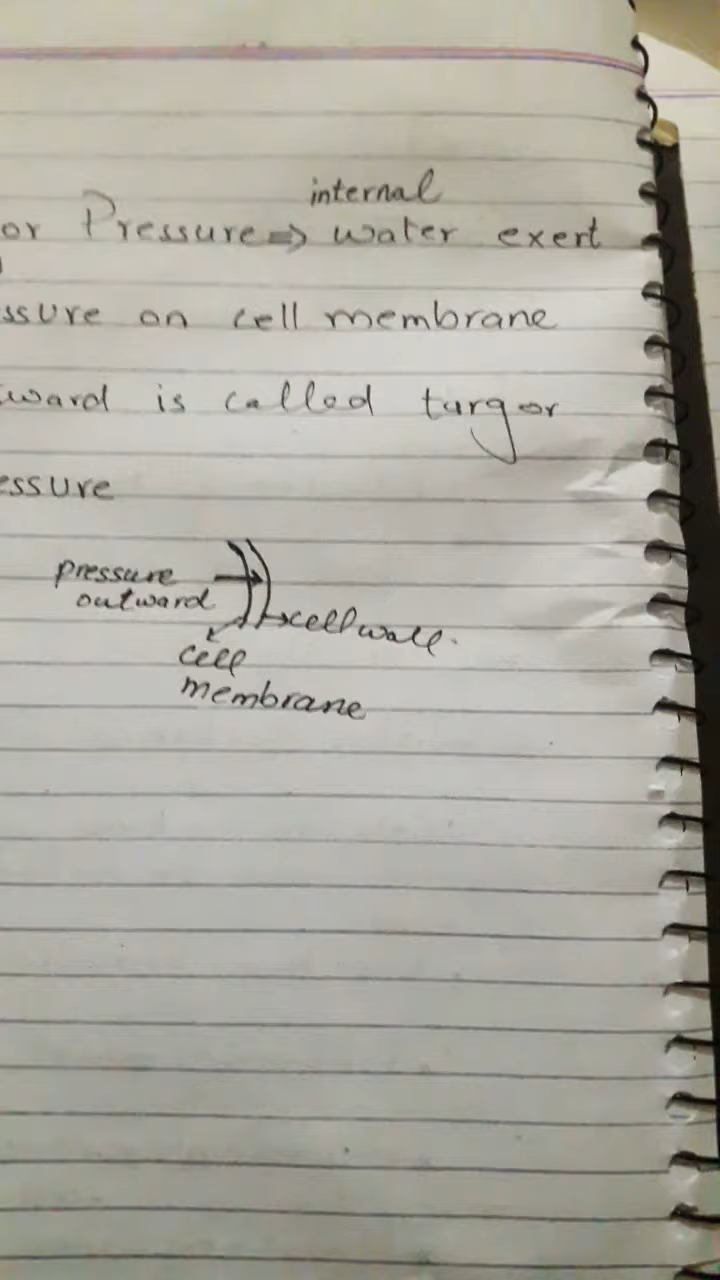 internal
or Pressure => water exert
ssure on cell membrane
ward is called turgor
essure
pressure
outward
cell wall.
cell
membrane